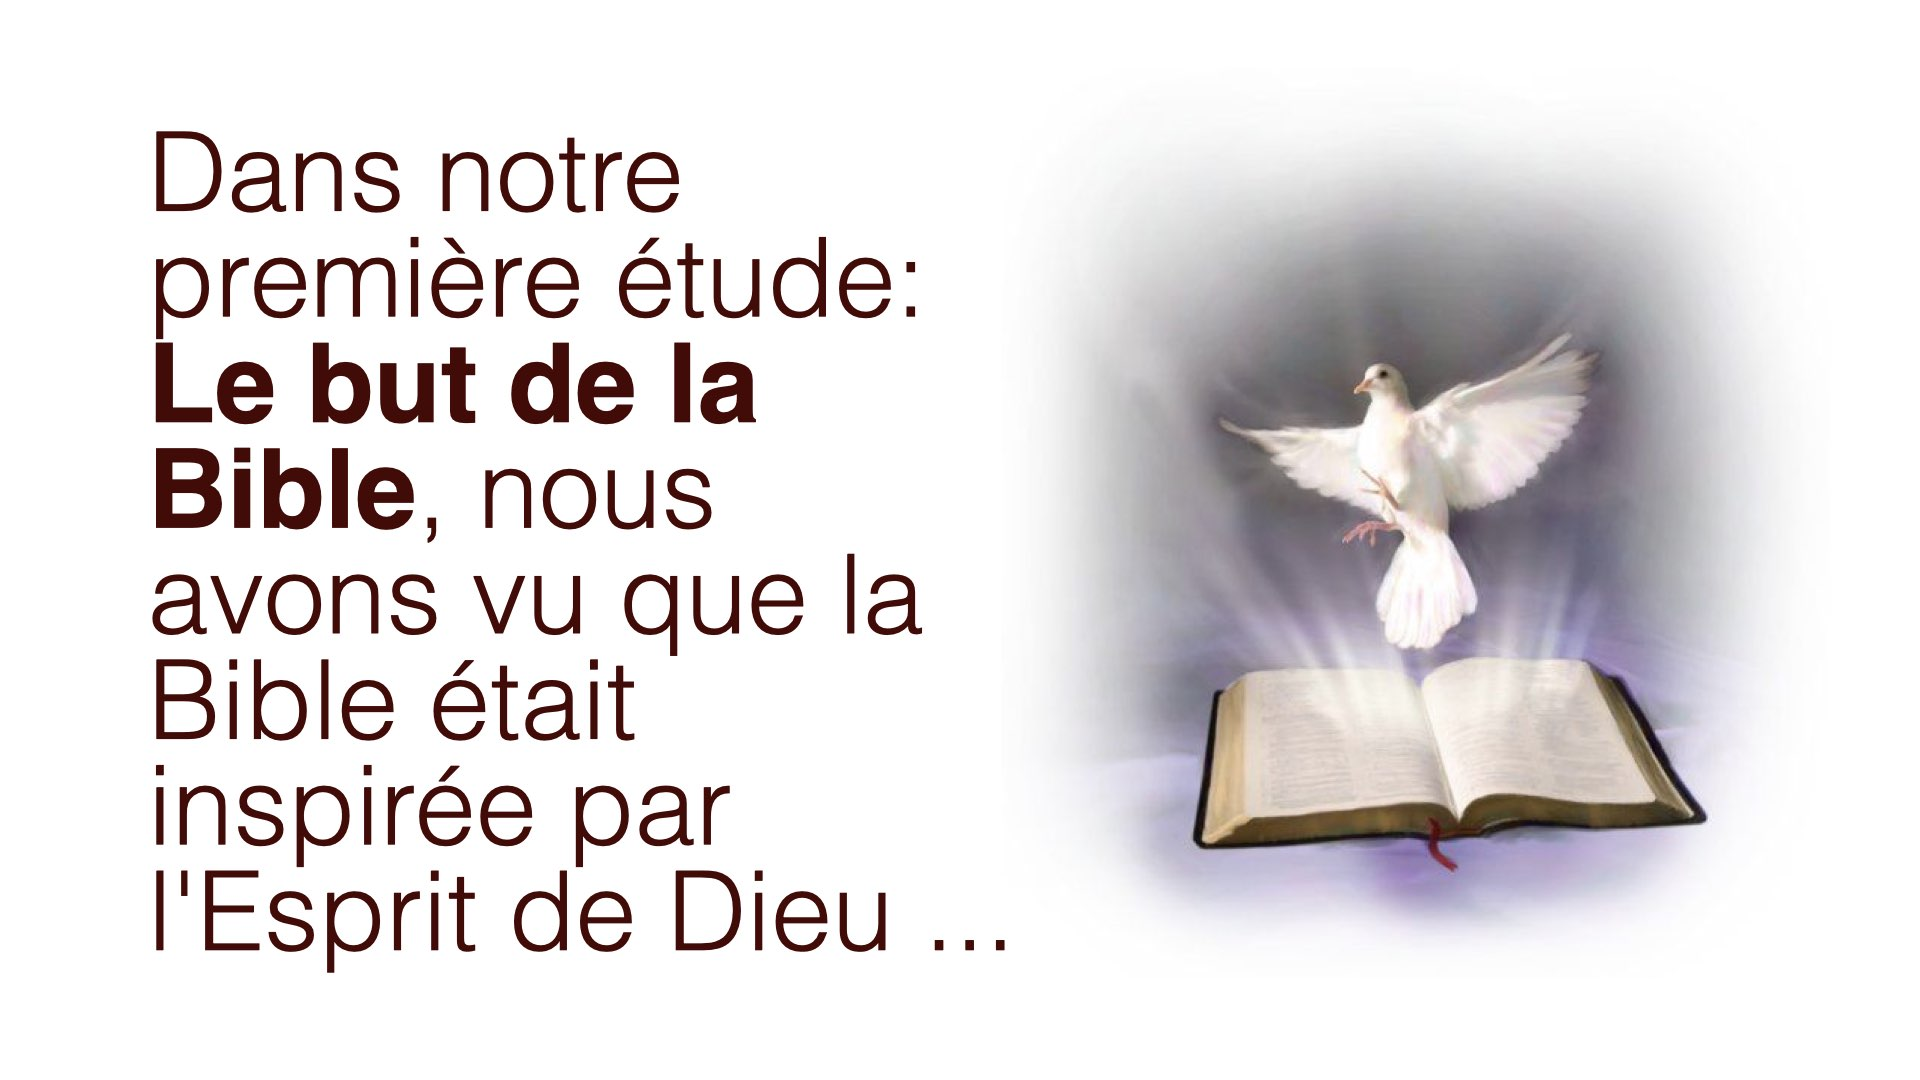 Dans notre
première étude:
Le but de la
Bible, nous
avons vu que la
Bible était
inspirée par
l'Esprit de Dieu ...